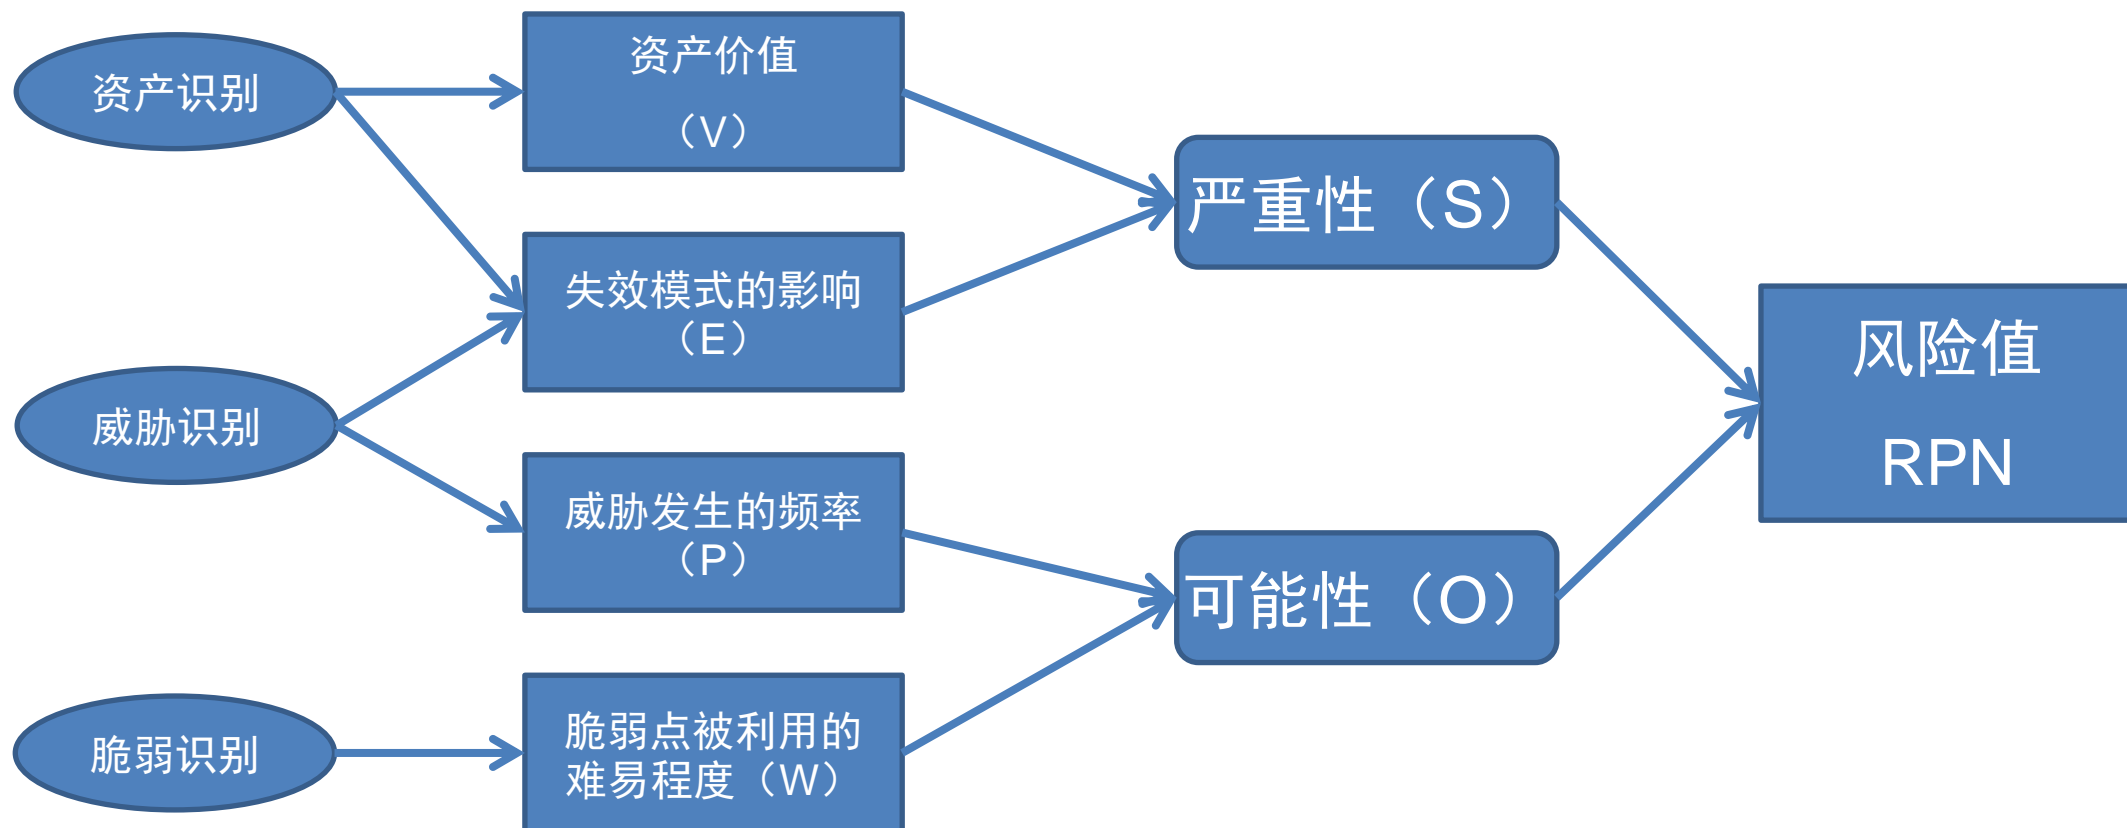 资产识别
资产价值
（V）
失效模式的影响
（E）
威胁识别
威胁发生的频率
（P）
脆弱识别
脆弱点被利用的
难易程度（W）
严重性（S）
可能性（O）
风险值
RPN